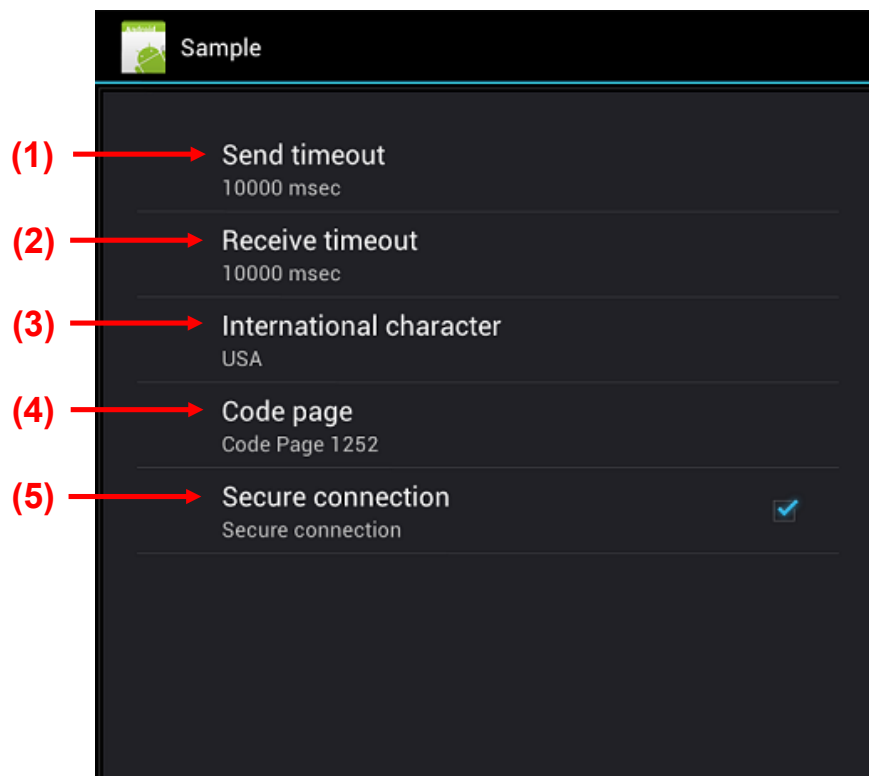 Android
Sample
(1) Send timeout
10000 msec
(2) Receive timeout
10000 msec
(3) International character
USA
(4) Code page
Code Page 1252
(5) Secure connection
Secure connection